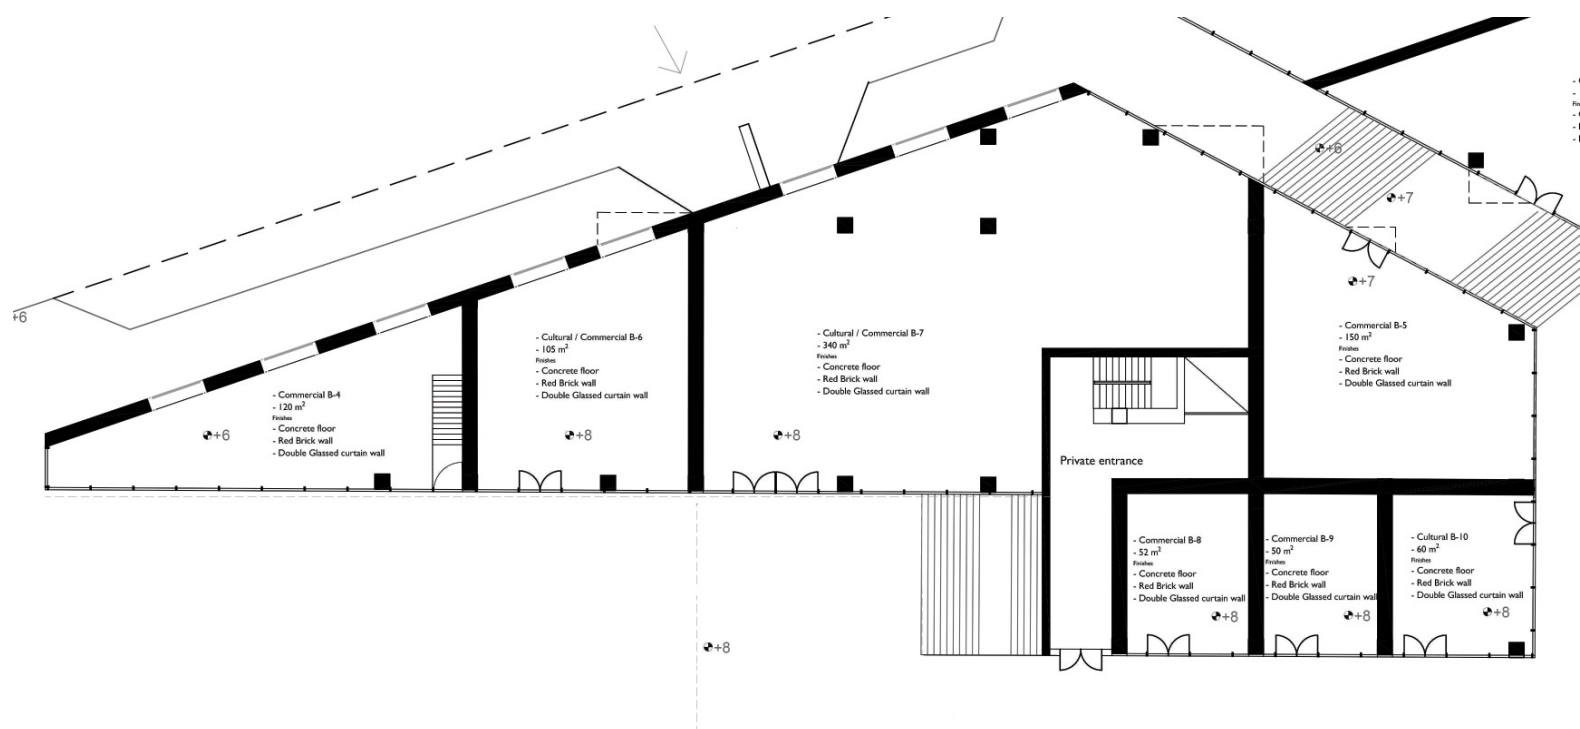 +6
+7
+6
+7
- Commercial B-4
- 120 m²
Finishes
- Concrete floor
- Red Brick wall
- Double Glassed curtain wall
+6
- Cultural / Commercial B-6
- 105 m²
Finishes
- Concrete floor
- Red Brick wall
- Double Glassed curtain wall
+8
- Cultural / Commercial B-7
- 340 m²
Finishes
- Concrete floor
- Red Brick wall
- Double Glassed curtain wall
+8
- Commercial B-5
- 150 m²
Finishes
- Concrete floor
- Red Brick wall
- Double Glassed curtain wall
Private entrance
- Commercial B-8
- 52 m²
Finishes
- Concrete floor
- Red Brick wall
- Double Glassed curtain wall
+8
- Commercial B-9
- 50 m²
Finishes
- Concrete floor
- Red Brick wall
- Double Glassed curtain wall
+8
- Cultural B-10
- 60 m²
Finishes
- Concrete floor
- Red Brick wall
- Double Glassed curtain wall
+8
+8